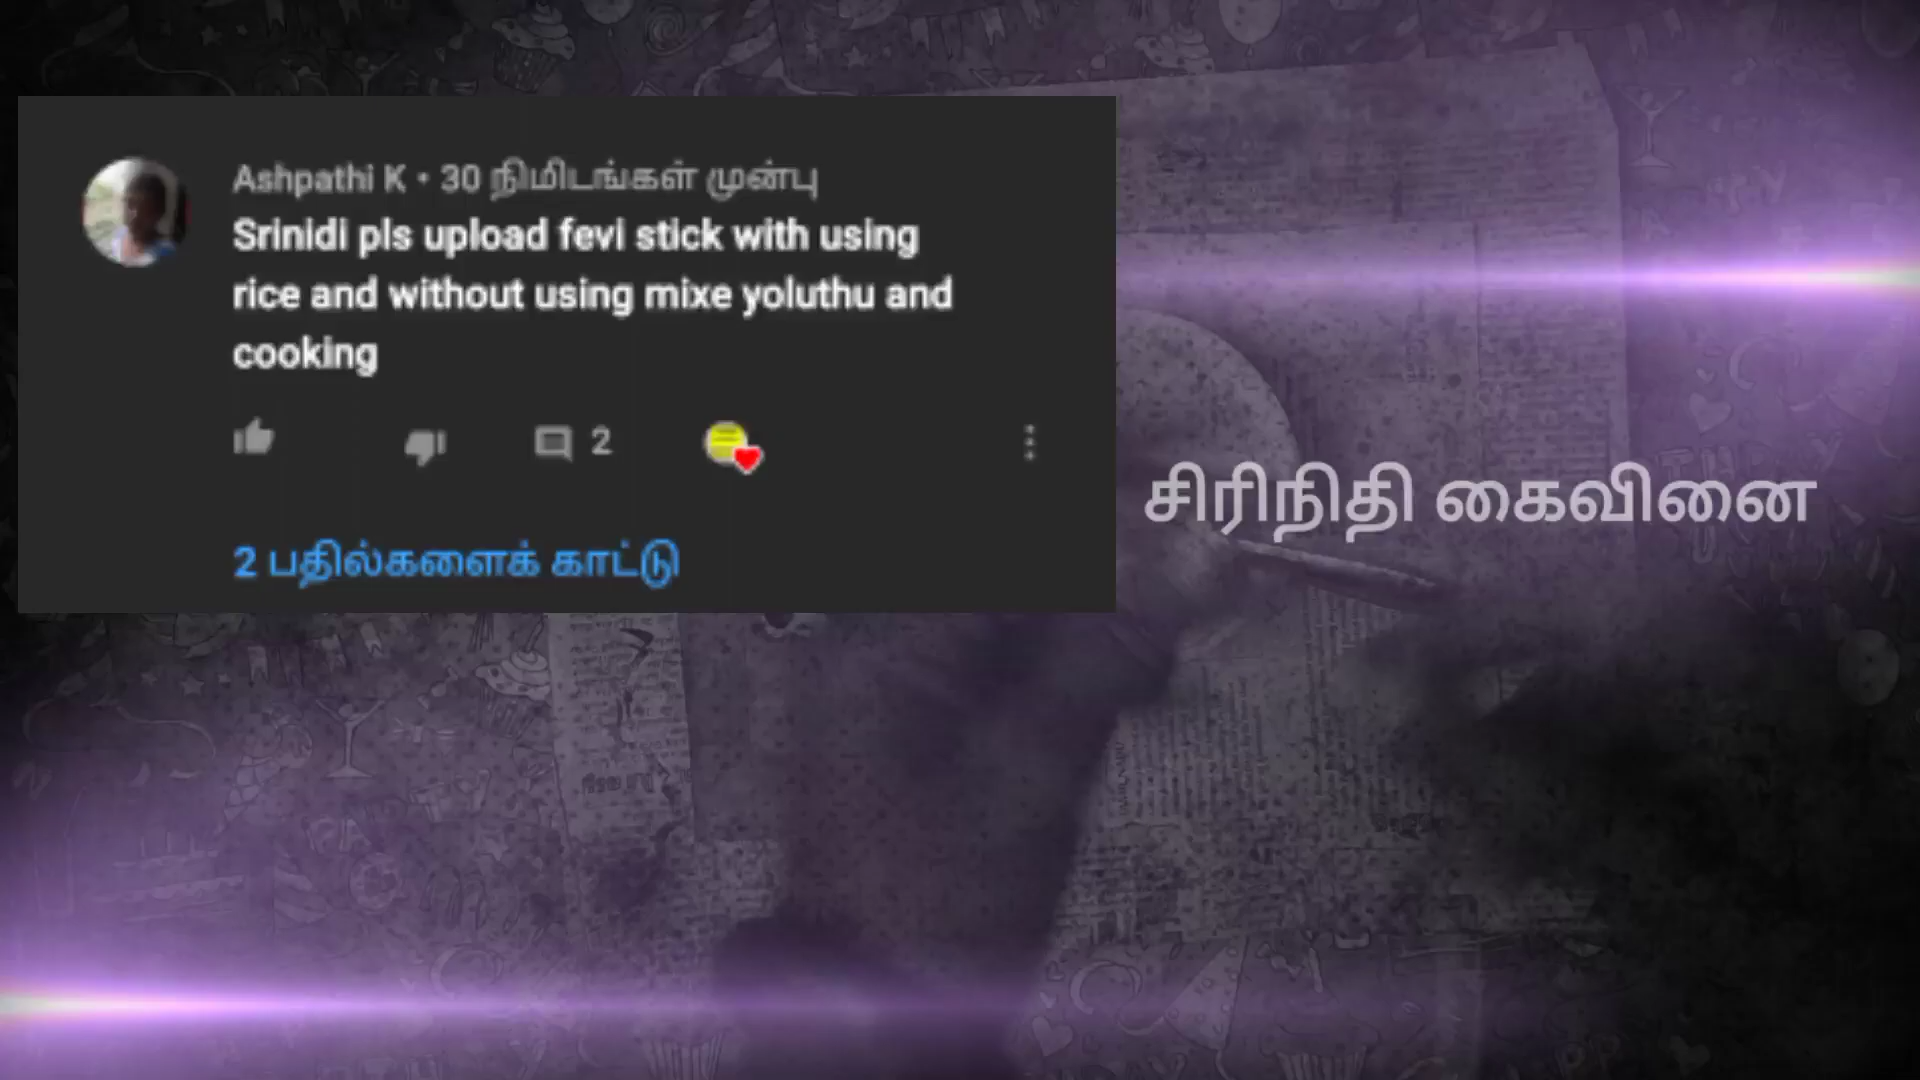 Ashpathi K • 30 நிமிடங்கள் முன்பு
Srinidi pls upload fevi stick with using
rice and without using mixe yoluthu and
cooking
2
2 பதில்களைக் காட்டு
சிரிநிதி கைவினை